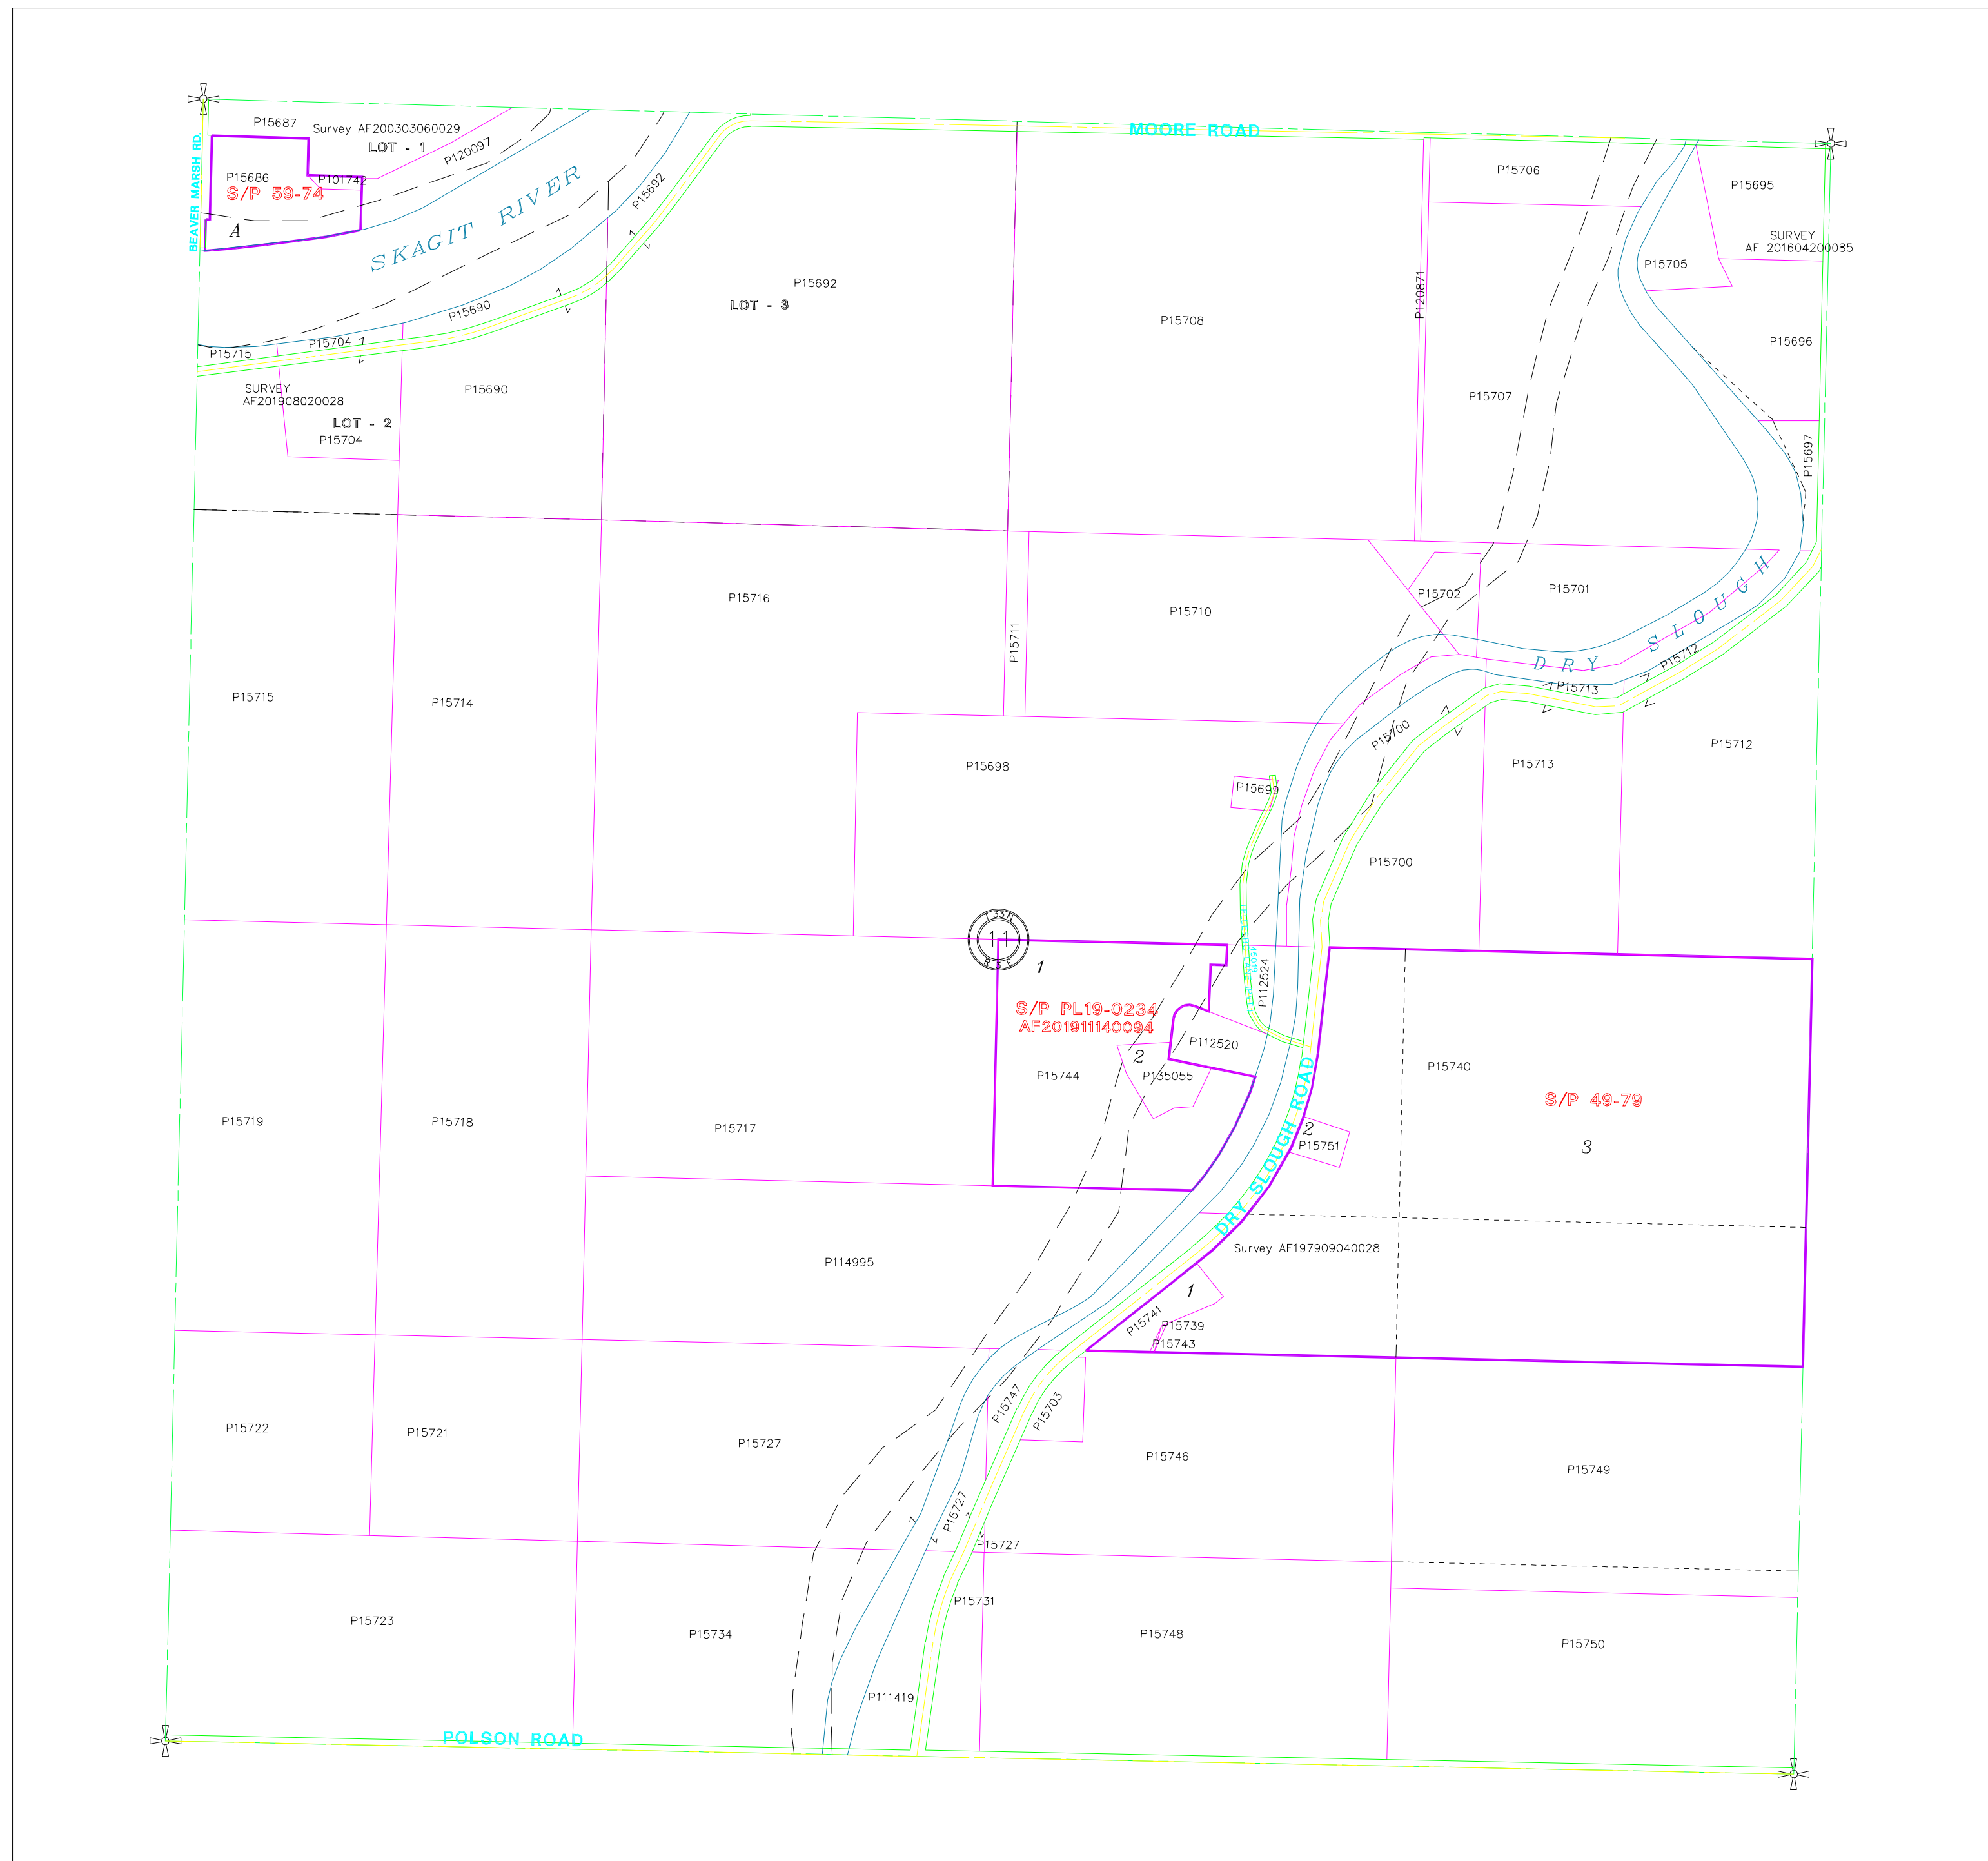 P15687
Survey AF200303060029
LOT - 1
P120097
BEAVER MARSH RD.
P15686
P101742
S/P 59-74
A
SKAGIT RIVER
P15692
MOORE ROAD
P15706
P15695
SURVEY
AF 201604200085
P15705
P15692
LOT - 3
P15708
P120871
P15696
P15690
P15704
P15715
SURVEY
AF201908020028
LOT - 2
P15704
P15690
P15707
P15697
P15716
P15711
P15710
P15702
P15701
DRY SLOUGH
P15712
P15713
P15715
P15714
P15700
P15712
P15713
P15698
P15699
P15700
T 33N
11
R 3 E
1
P112524
S/P PL19-0234
AF201911140094
P112520
2
P15744
P135055
P15740
S/P 49-79
3
P15719
P15718
P15717
2
P15751
DRY SLOUGH ROAD
Survey AF197909040028
P114995
1
P15741
P15739
P15743
P15747
P15703
P15722
P15721
P15727
P15746
P15749
P15727
P15727
P15731
P15723
P15734
P15748
P15750
P111419
POLSON ROAD